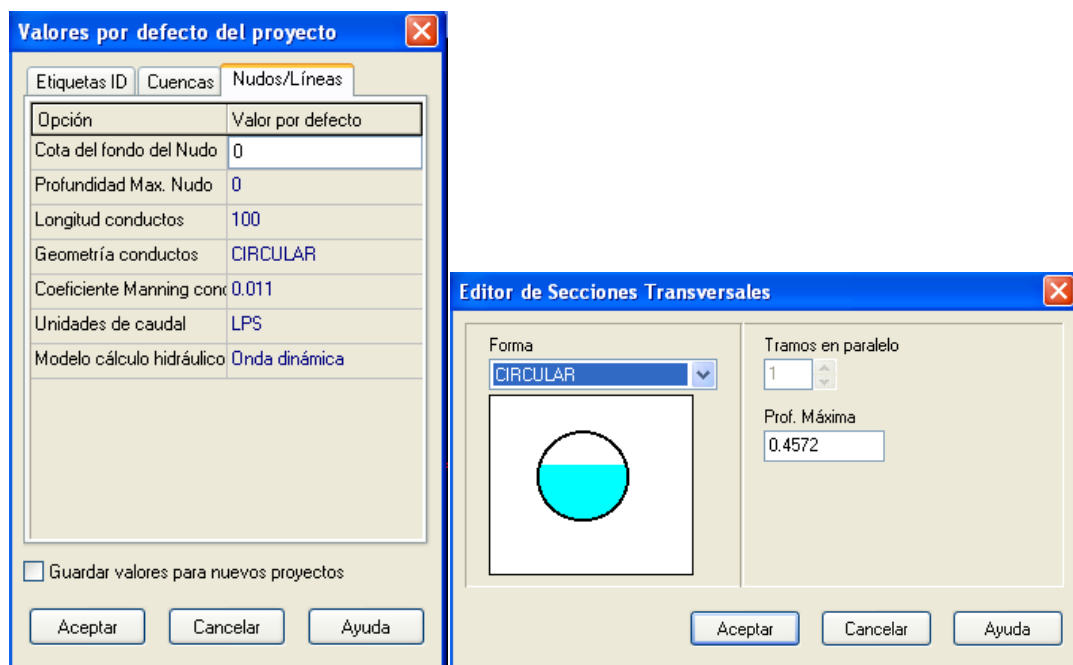 Valores por defecto del proyecto
Etiquetas ID Cuencas Nudos/Líneas
Opción Valor por defecto
Cota del fondo del Nudo 0
Profundidad Max. Nudo 0
Longitud conductos 100
Geometría conductos CIRCULAR
Coeficiente Manning con 0.011
Unidades de caudal LPS
Modelo cálculo hidráulico Onda dinámica
Guardar valores para nuevos proyectos
Aceptar Cancelar Ayuda
Editor de Secciones Transversales
Forma
CIRCULAR
Tramos en paralelo
1
Prof. Máxima
0.4572
Aceptar Cancelar Ayuda